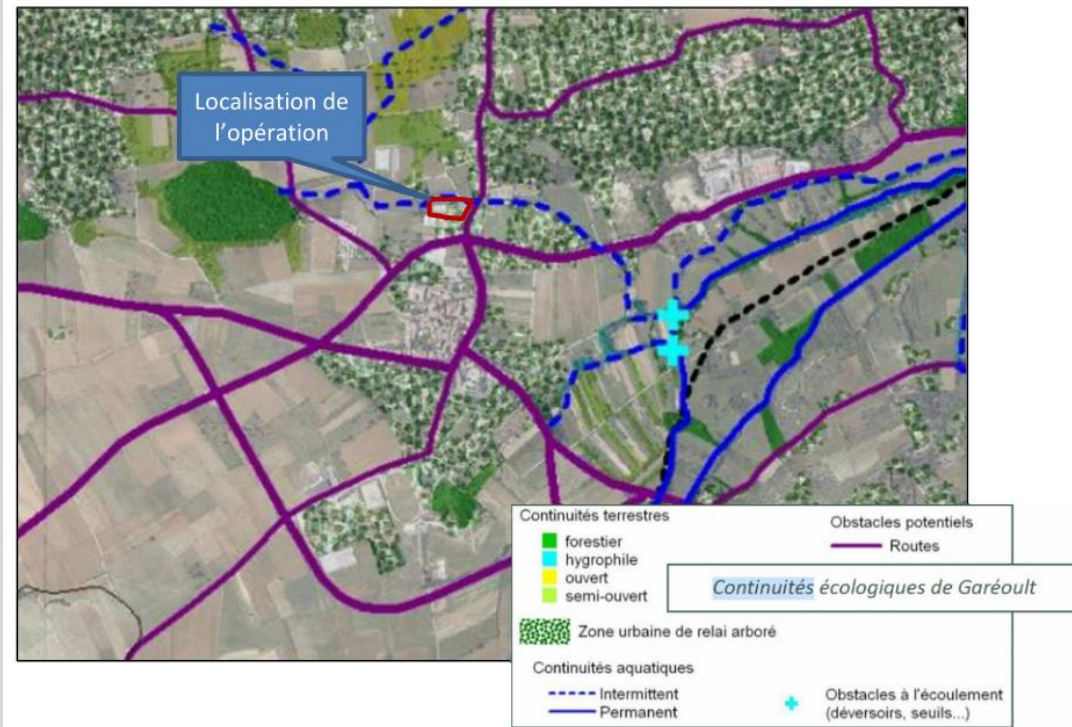 Localisation de
l'opération
Continuités terrestres
forestier
hygrophile
ouvert
semi-ouvert
Obstacles potentiels
Routes
Continuités écologiques de Garéoult
Zone urbaine de relai arboré
Continuités aquatiques
Intermittent
Permanent
Obstacles à l'écoulement
(déversoirs, seuils...)